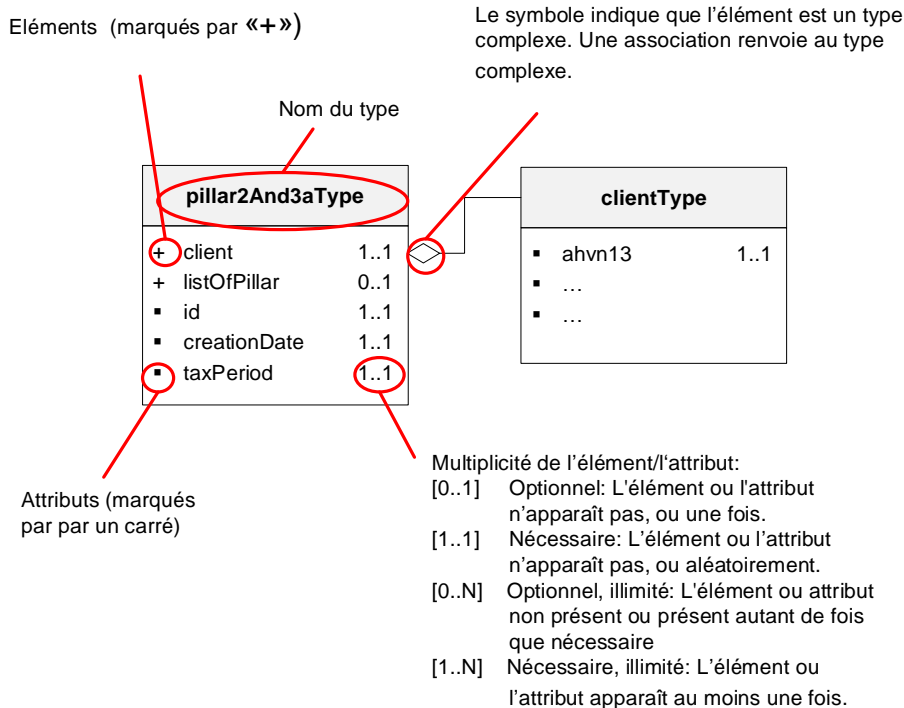 Eléments (marqués par «+»)
Le symbole indique que l’élément est un type
complexe. Une association renvoie au type
complexe.
Nom du type
pillar2And3aType
+ client 1..1
+ listOfPillar 0..1
▪ id 1..1
▪ creationDate 1..1
▪ taxPeriod 1..1
clientType
▪ ahvn13 1..1
▪ …
▪ …
Attributs (marqués
par par un carré)
Multiplicité de l’élément/l‘attribut:
[0..1] Optionnel: L'élément ou l'attribut
n’apparaît pas, ou une fois.
[1..1] Nécessaire: L’élément ou l’attribut
n’apparaît pas, ou aléatoirement.
[0..N] Optionnel, illimité: L'élément ou attribut
non présent ou présent autant de fois
que nécessaire
[1..N] Nécessaire, illimité: L’élément ou
l’attribut apparaît au moins une fois.